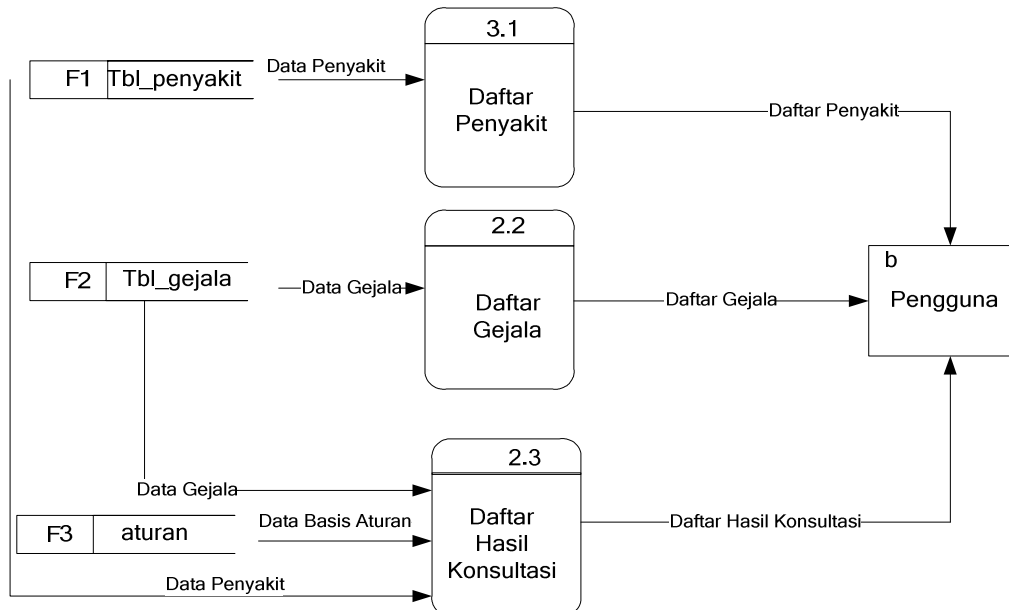 3.1
F1 Tbl_penyakit
Data Penyakit
Daftar
Penyakit
Daftar Penyakit
2.2
F2 Tbl_gejala
Data Gejala
Daftar
Gejala
Daftar Gejala
b
Pengguna
2.3
Data Gejala
F3 aturan
Data Basis Aturan
Daftar
Hasil
Konsultasi
Daftar Hasil Konsultasi
Data Penyakit